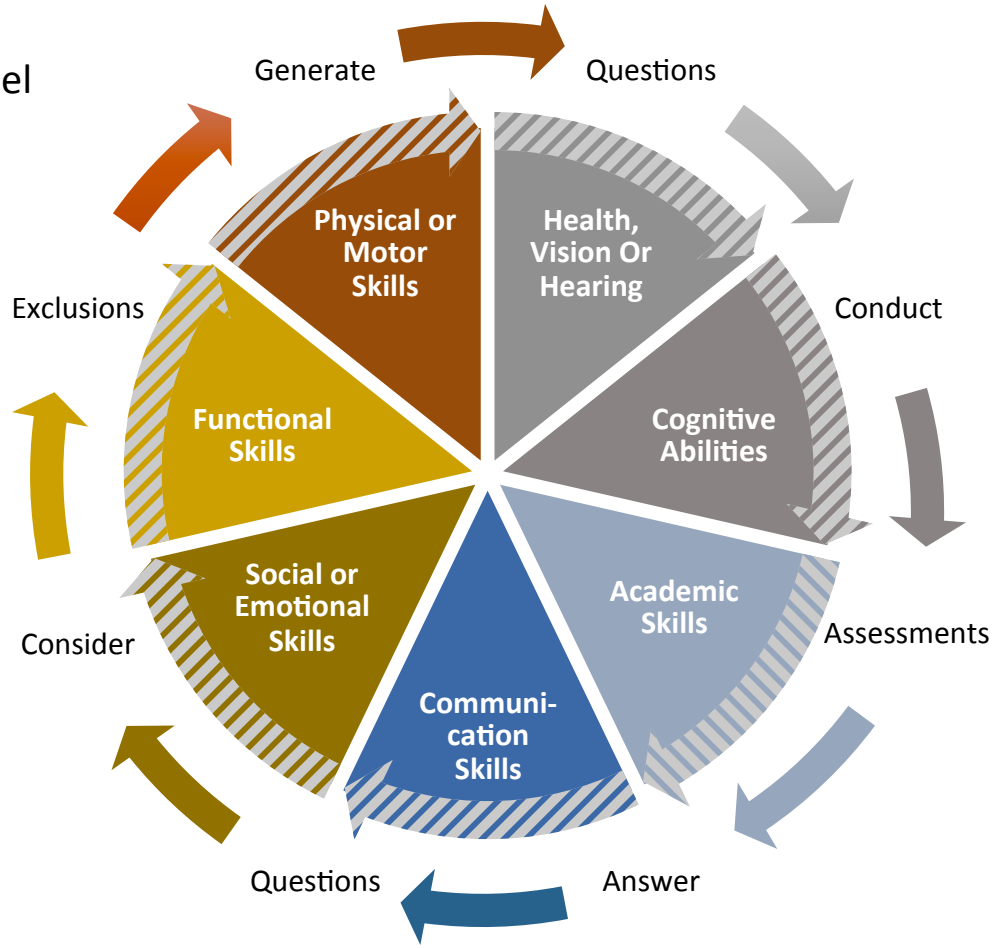 el
Generate
Questions
Physical or
Motor
Skills
Health,
Vision Or
Hearing
Exclusions
Conduct
Functional
Skills
Cognitive
Abilities
Social or
Emotional
Skills
Academic
Skills
Consider
Assessments
Communi-
cation
Skills
Questions
Answer